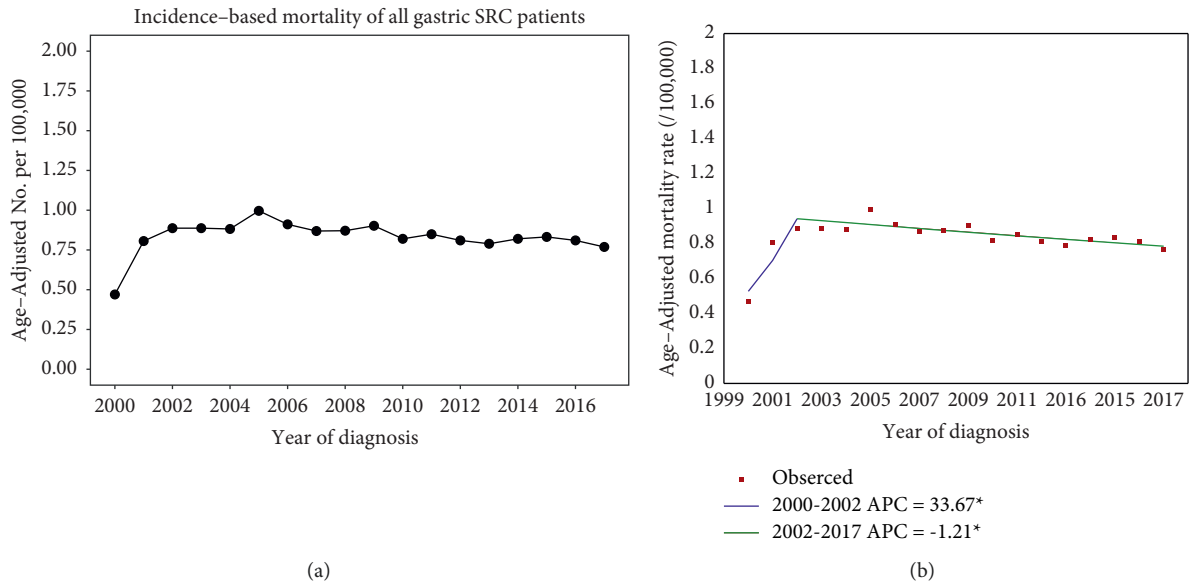 Incidence–based mortality of all gastric SRC patients
Age–Adjusted No. per 100,000
2.00
1.75
1.50
1.25
1.00
0.75
0.50
0.25
0.00
2000 2002 2004 2006 2008 2010 2012 2014 2016
Year of diagnosis
(a)
Age–Adjusted mortality rate (/100,000)
2
1.8
1.6
1.4
1.2
1
0.8
0.6
0.4
0.2
0
1999 2001 2003 2005 2007 2009 2011 2016 2015 2017
Year of diagnosis
Obserced
2000-2002 APC = 33.67*
2002-2017 APC = -1.21*
(b)